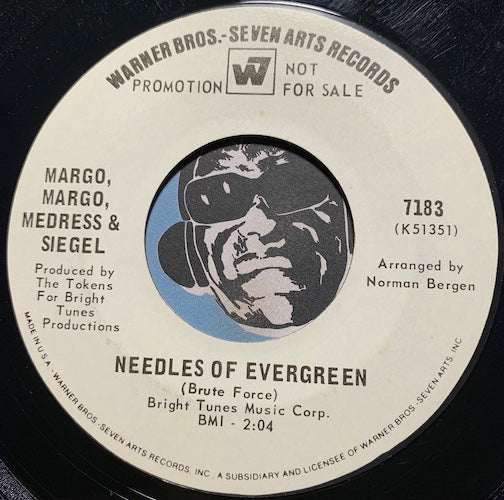 WARNER BROS.-SEVEN ARTS RECORDS
PROMOTION W7 NOT
FOR SALE
MARGO,
MARGO,
MEDRESS &
SIEGEL
Produced by
The Tokens
For Bright
Tunes
Productions
7183
(K51351)
Arranged by
Norman Bergen
NEEDLES OF EVERGREEN
(Brute Force)
Bright Tunes Music Corp.
BMI - 2:04
MADE IN U.S.A. · WARNER BROS.-SEVEN ARTS RECORDS, INC., A SUBSIDIARY AND LICENSEE OF WARNER BROS.-SEVEN ARTS, INC.